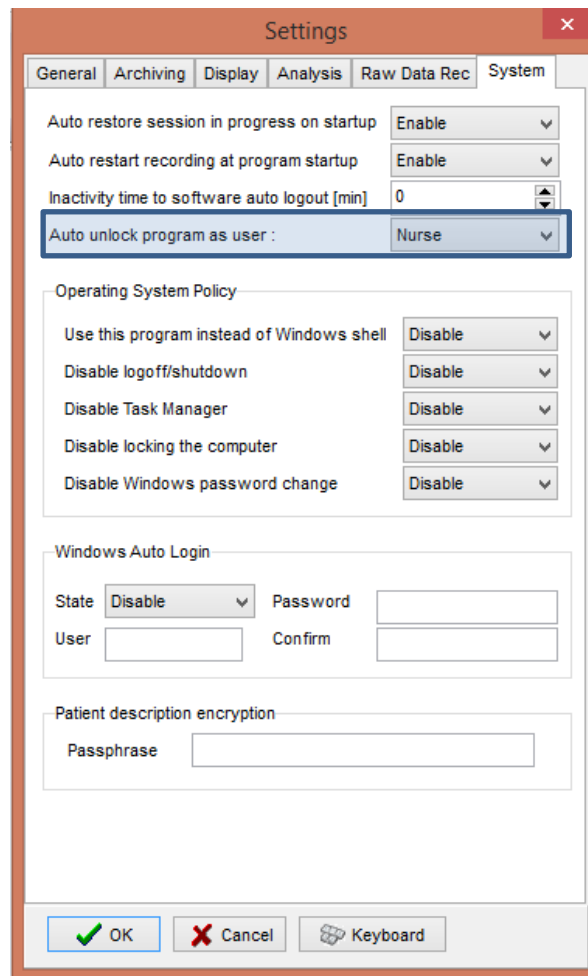 Settings
General Archiving Display Analysis Raw Data Rec System
Auto restore session in progress on startup Enable
Auto restart recording at program startup Enable
Inactivity time to software auto logout [min] 0
Auto unlock program as user : Nurse
Operating System Policy
Use this program instead of Windows shell Disable
Disable logoff/shutdown Disable
Disable Task Manager Disable
Disable locking the computer Disable
Disable Windows password change Disable
Windows Auto Login
State Disable Password
User Confirm
Patient description encryption
Passphrase
OK Cancel Keyboard